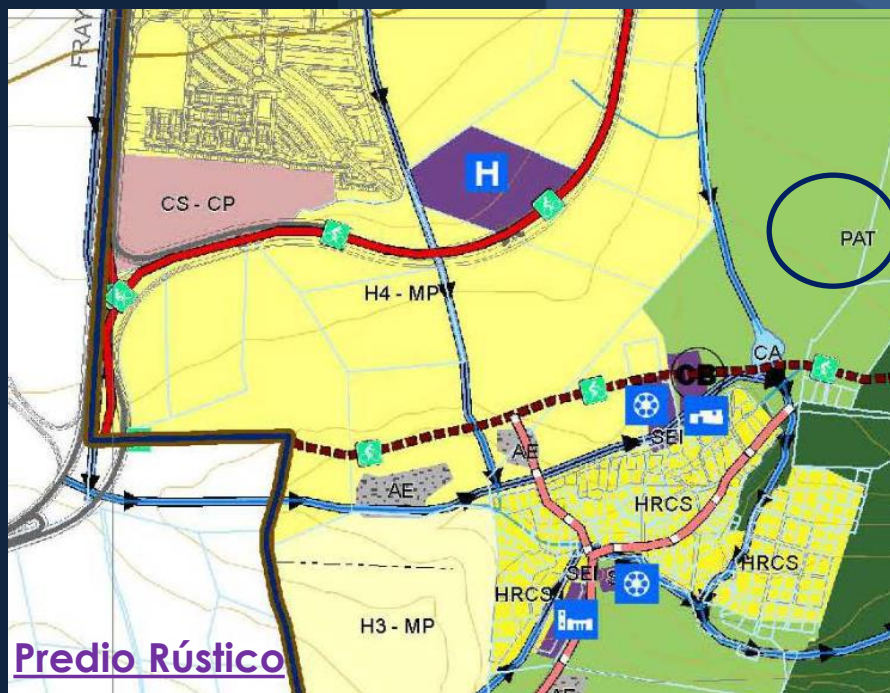 FRAY
H
CS - CP
PAT
H4 - MP
CA
CB
SEI
AE
AE
HRCS
SEI
HRCS
HRCS
H3 - MP
AE
Predio Rústico